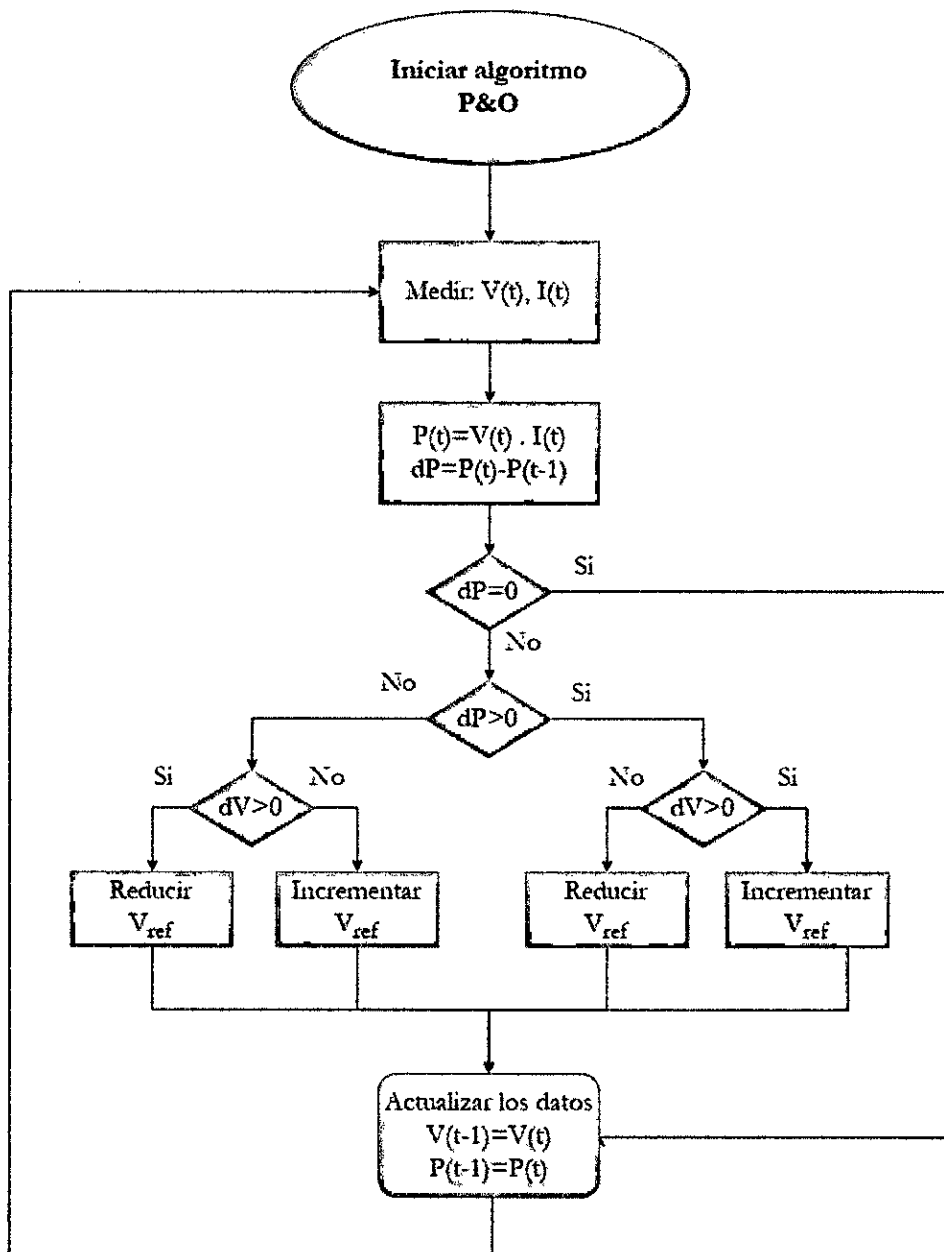 Iniciar algoritmo
P&O
Medir: V(t), I(t)
P(t)=V(t) . I(t)
dP=P(t)-P(t-1)
dP=0
Si
No
dP>0
No
Si
dV>0
Si
No
dV>0
No
Si
Reducir
Vref
Incrementar
Vref
Reducir
Vref
Incrementar
Vref
Actualizar los datos
V(t-1)=V(t)
P(t-1)=P(t)